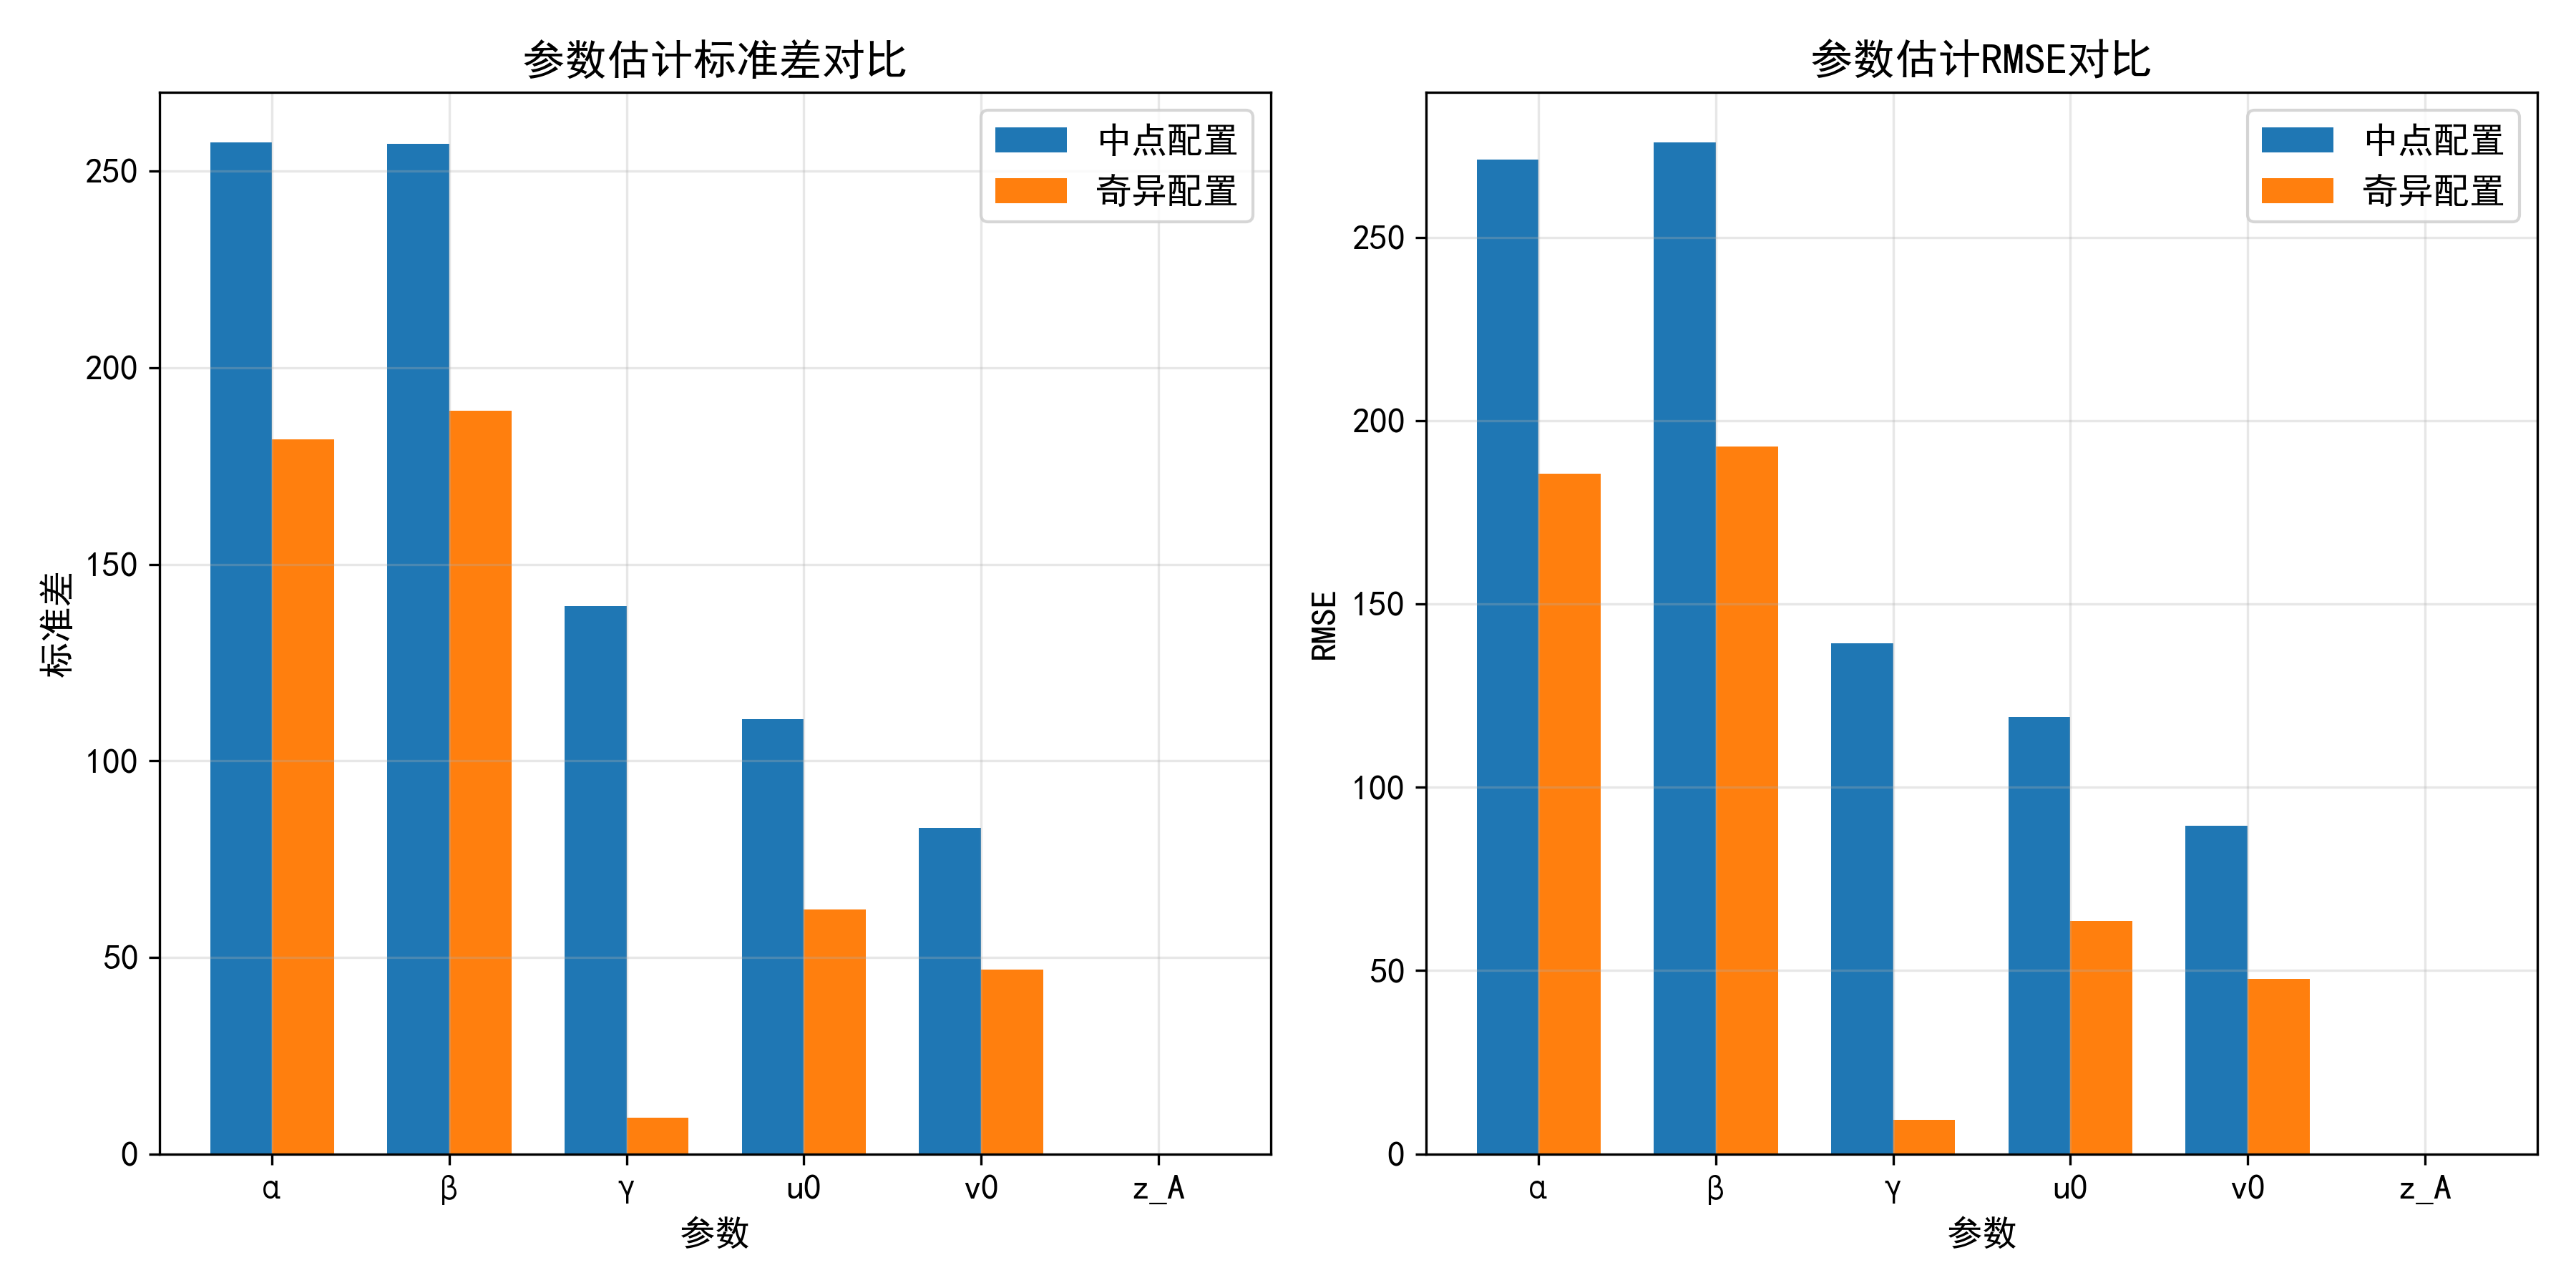 参数估计标准差对比
中点配置
奇异配置
250
200
150
100
50
0
标准差
α
β
γ
u0
v0
z_A
参数
参数估计RMSE对比
中点配置
奇异配置
250
200
150
100
50
0
RMSE
α
β
γ
u0
v0
z_A
参数